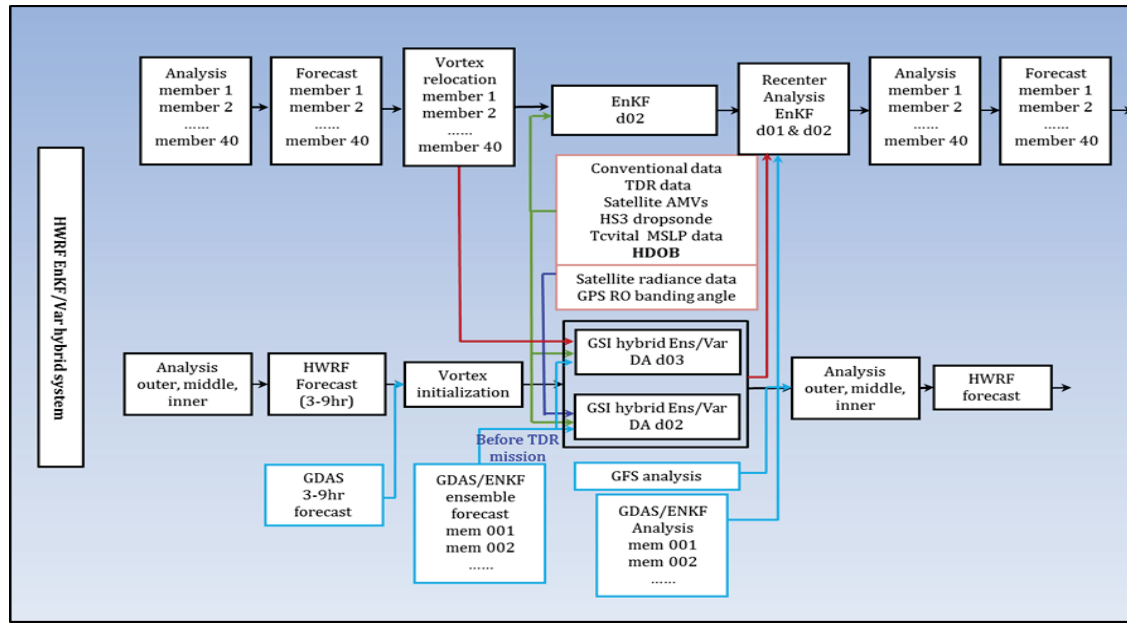 HWRF EnKF/Var hybrid system
Analysis
member 1
member 2
......
member 40
Forecast
member 1
member 2
......
member 40
Vortex
relocation
member 1
member 2
......
member 40
EnKF
d02
Recenter
Analysis
EnKF
d01 & d02
Analysis
member 1
member 2
......
member 40
Forecast
member 1
member 2
......
member 40
Conventional data
TDR data
Satellite AMVs
HS3 dropsonde
Tcvital MSLP data
HDOB
Satellite radiance data
GPS RO banding angle
Analysis
outer, middle,
inner
HWRF
Forecast
(3-9hr)
Vortex
initialization
GSI hybrid Ens/Var
DA d03
GSI hybrid Ens/Var
DA d02
Analysis
outer, middle,
inner
HWRF
forecast
Before TDR
mission
GDAS
3-9hr
forecast
GDAS/ENKF
ensemble
forecast
mem 001
mem 002
......
GFS analysis
GDAS/ENKF
Analysis
mem 001
mem 002
......